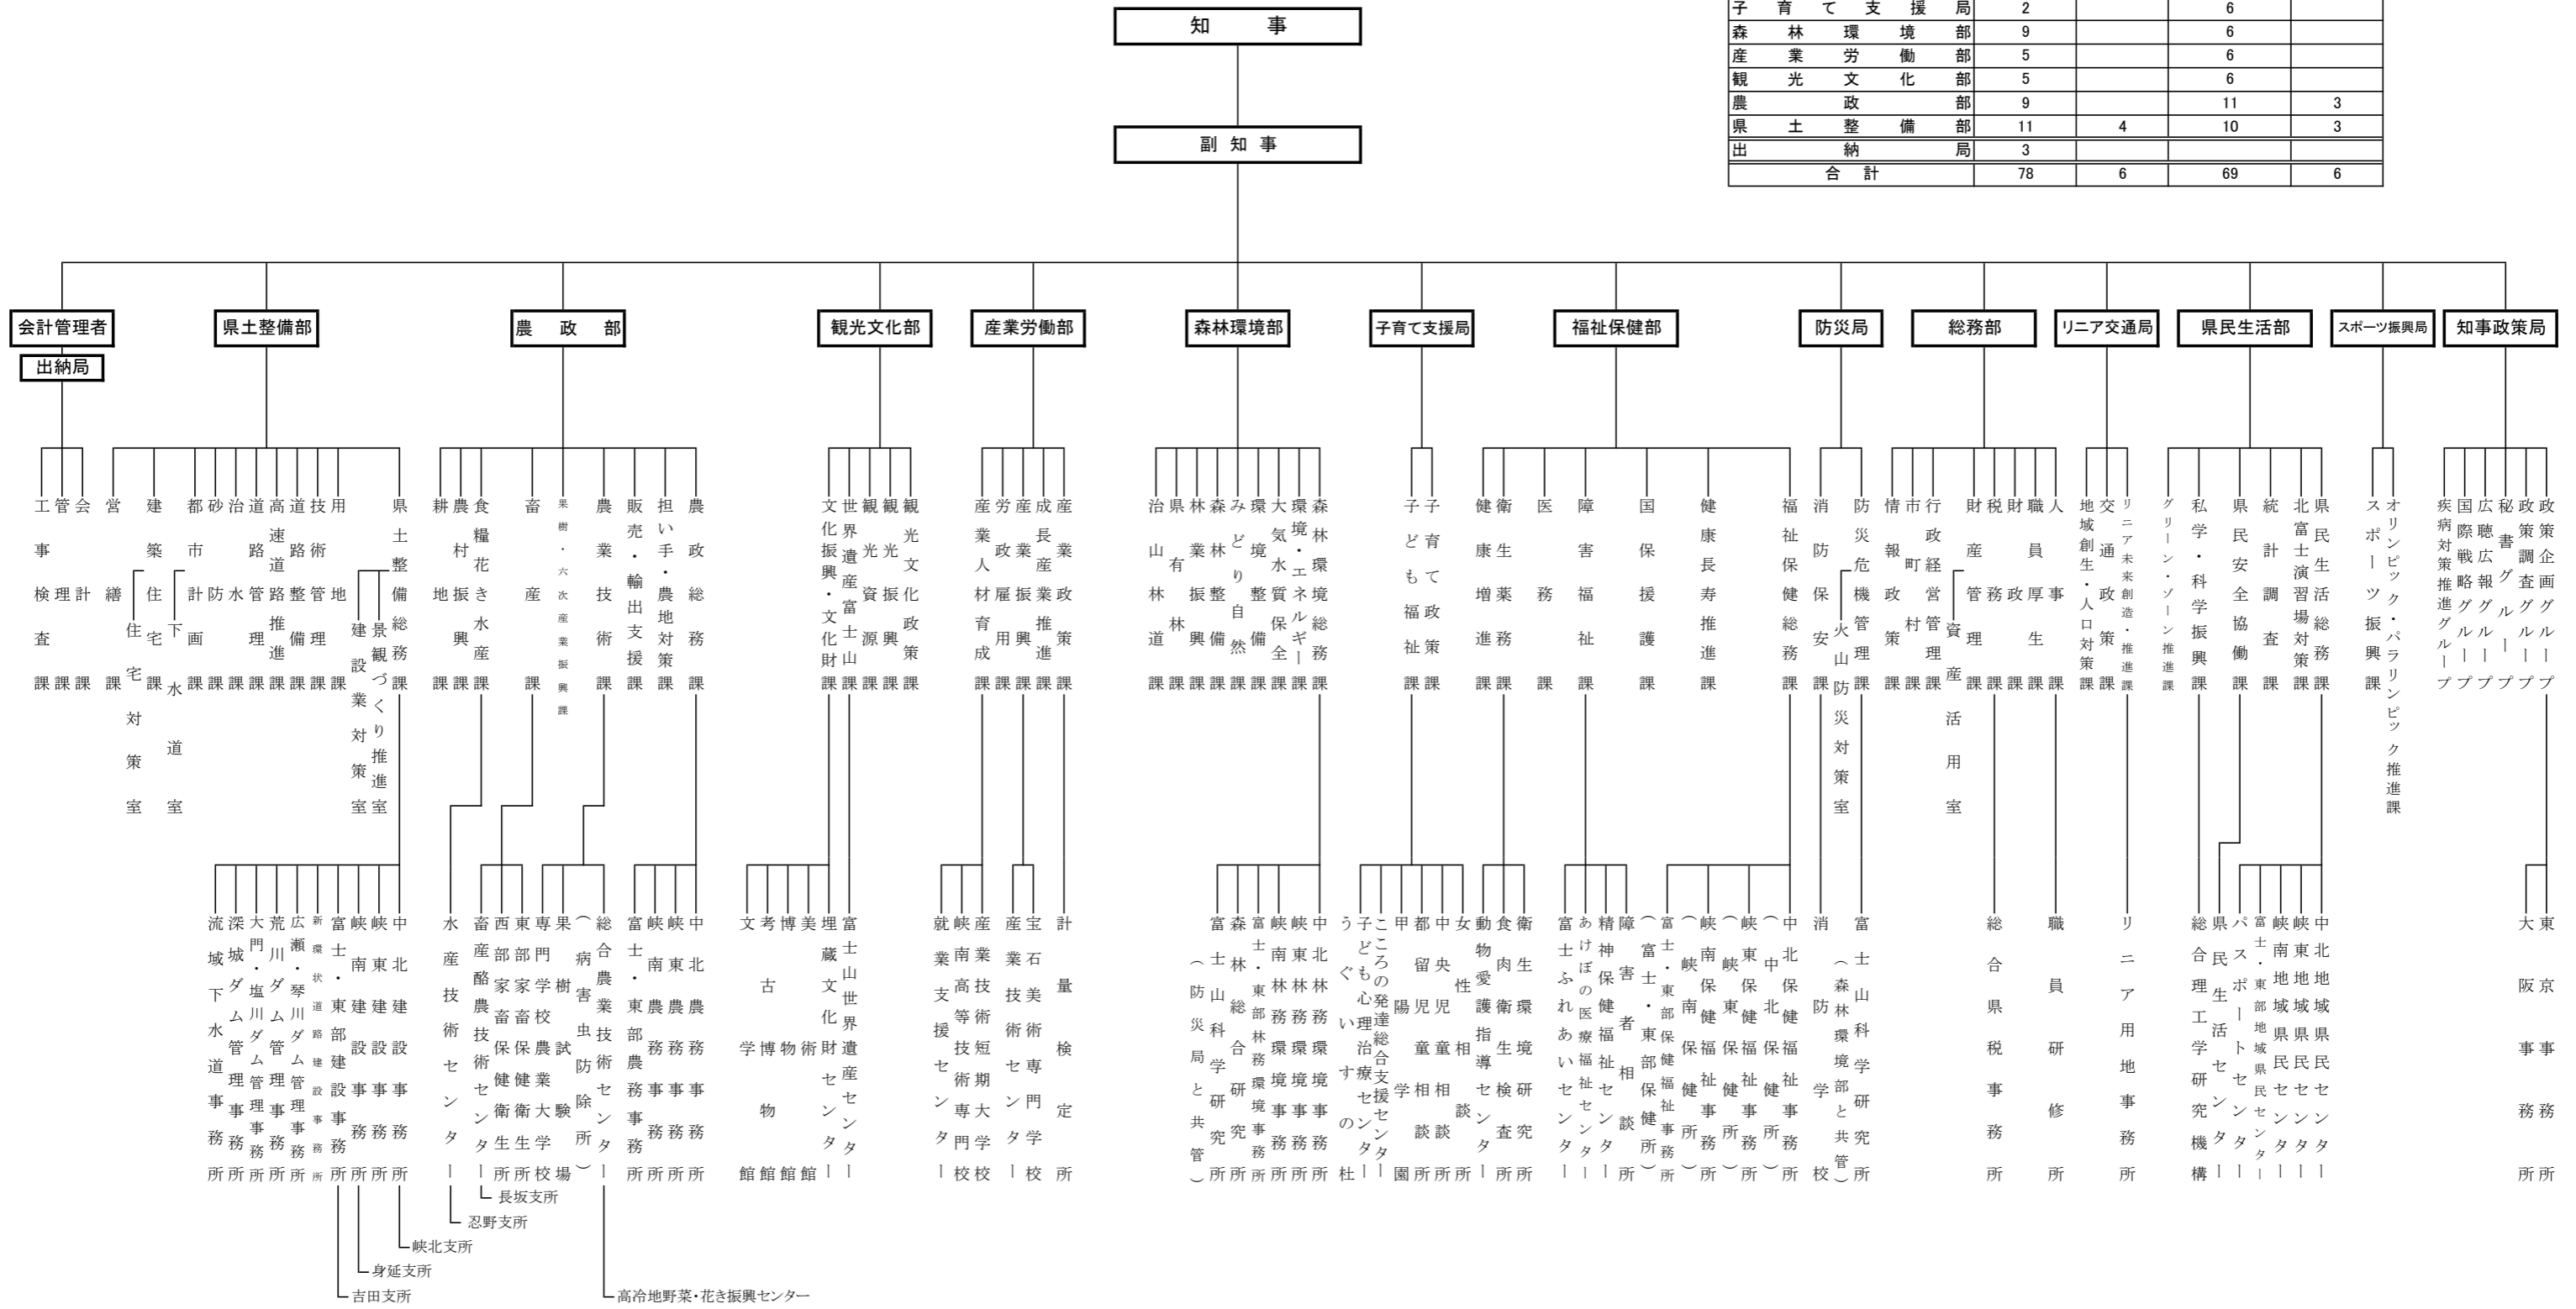 知事
副知事
子育て支援局 2 6
森林環境部 9 6
産業労働部 5 6
観光文化部 5 6
農政部 9 11 3
県土整備部 11 4 10 3
出納局 3
合計 78 6 69 6
会計管理者
出納局
県土整備部
農政部
観光文化部
産業労働部
森林環境部
子育て支援局
福祉保健部
防災局
総務部
リニア交通局
県民生活部
スポーツ振興局
知事政策局
政策企画グループ
政策調査グループ
秘書グループ
広聴広報グループ
国際戦略グループ
疾病対策推進グループ
オリンピック・パラリンピック推進課
スポーツ振興課
県民生活総務課
北富士演習場対策課
統計調査課
県民安全協働課
私学・科学振興課
グリーン・ゾーン推進課
リニア未来創造・推進課
交通政策課
地域創生・人口対策課
人事課
職員厚生課
財政課
税務課
財産管理課
資産活用室
行政経営管理課
市町村課
情報政策課
防災危機管理課
火山防災対策室
消防保安課
福祉保健総務課
健康長寿推進課
国保援護課
障害福祉課
医務課
衛生薬務課
健康増進課
子育て政策課
子ども福祉課
森林環境総務課
環境・エネルギー課
大気水質保全課
環境整備課
みどり自然課
森林整備課
林業振興課
県有林課
治山林道課
産業政策課
成長産業推進課
産業振興課
労政雇用課
産業人材育成課
観光文化政策課
観光振興課
観光資源課
世界遺産富士山課
文化振興・文化財課
農政総務課
担い手・農地対策課
販売・輸出支援課
農業技術課
果樹・六次産業振興課
畜産課
食糧花き水産課
農村振興課
耕地課
県土整備総務課
景観づくり推進室
建設業対策室
用地課
技術管理課
道路整備課
高速道路推進課
道路管理課
治水課
砂防課
都市計画課
下水道室
建築住宅課
住宅対策室
営繕課
会計課
管理課
工事検査課
東京事務所
大阪事務所
中北地域県民センター
峡東地域県民センター
峡南地域県民センター
富士・東部地域県民センター
パスポートセンター
県民生活センター
総合理工学研究機構
リニア用地事務所
職員研修所
総合県税事務所
富士山科学研究所
(森林環境部と共管)
消防学校
中北保健福祉事務所
(中北保健所)
峡東保健福祉事務所
(峡東保健所)
峡南保健福祉事務所
(峡南保健所)
富士・東部保健福祉事務所
(富士・東部保健所)
障害者相談所
精神保健福祉センター
あけぼの医療福祉センター
富士ふれあいセンター
衛生環境研究所
食肉衛生検査所
動物愛護指導センター
女性相談所
中央児童相談所
都留児童相談所
甲陽学園
こころの発達総合支援センター
子ども心理治療センター
うぐいすの杜
中北林務環境事務所
峡東林務環境事務所
峡南林務環境事務所
富士・東部林務環境事務所
森林総合研究所
富士山科学研究所
(防災局と共管)
計量検定所
宝石美術専門学校
産業技術センター
産業技術短期大学校
峡南高等技術専門校
就業支援センター
富士山世界遺産センター
埋蔵文化財センター
美術館
博物館
考古博物館
文学館
中北農務事務所
峡東農務事務所
峡南農務事務所
富士・東部農務事務所
総合農業技術センター
(病害虫防除所)
果樹試験場
専門学校農業大学校
東部家畜保健衛生所
西部家畜保健衛生所
畜産酪農技術センター
水産技術センター
中北建設事務所
峡東建設事務所
峡南建設事務所
富士・東部建設事務所
新環状道路建設事務所
広瀬・琴川ダム管理事務所
荒川ダム管理事務所
大門・塩川ダム管理事務所
深城ダム管理事務所
流域下水道事務所
長坂支所
忍野支所
峡北支所
身延支所
吉田支所
高冷地野菜・花き振興センター